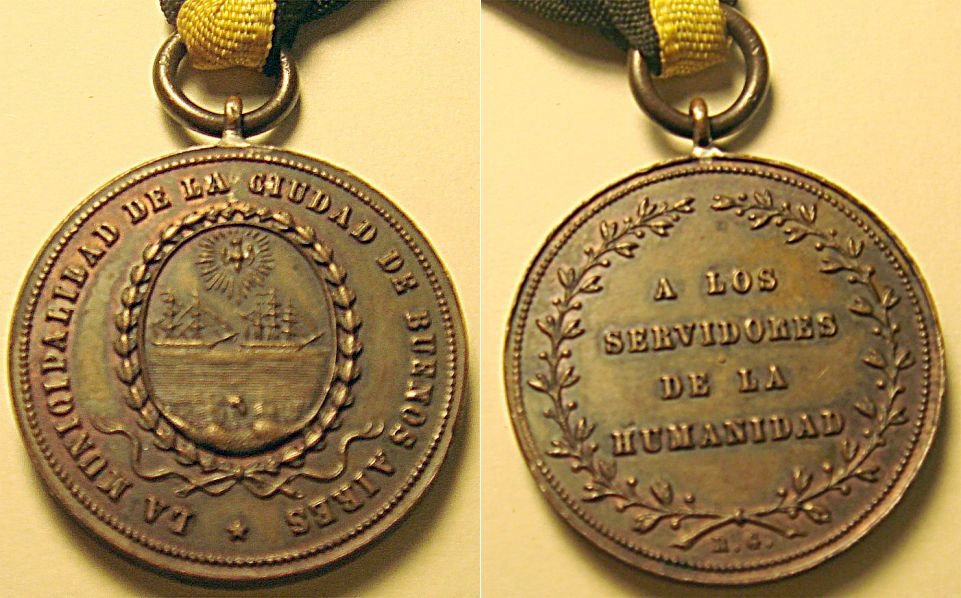 LA MUNICIPALIDAD DE LA CIUDAD DE BUENOS AIRES
A LOS
SERVIDORES
DE LA
HUMANIDAD
R.G.